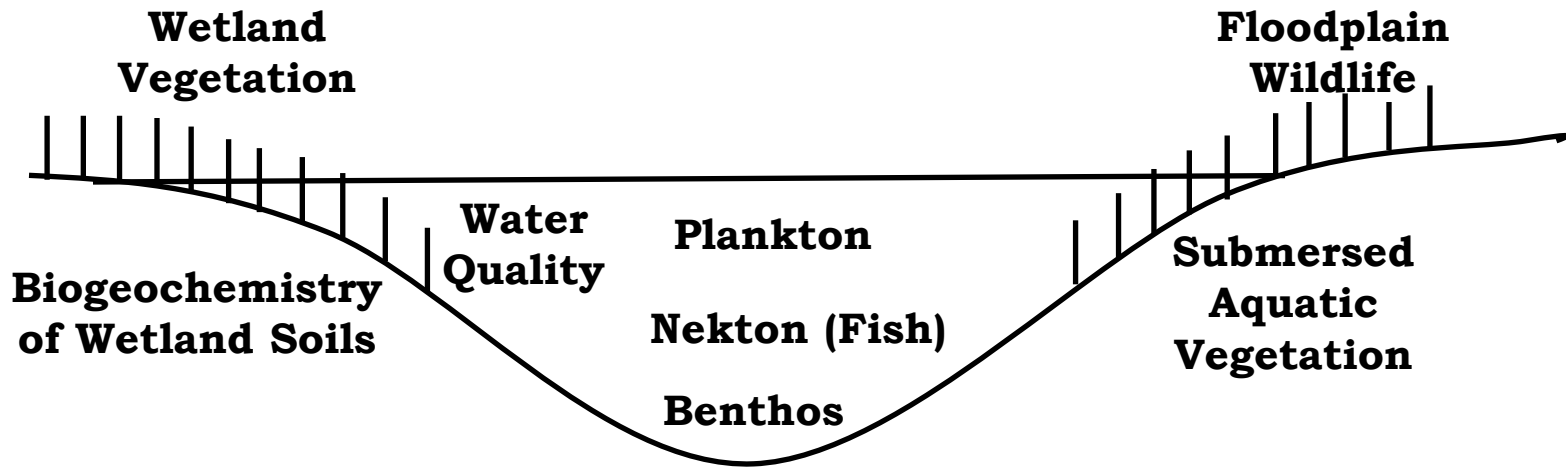 Wetland
Vegetation
Floodplain
Wildlife
Water
Quality
Plankton
Biogeochemistry
of Wetland Soils
Nekton (Fish)
Submersed
Aquatic
Vegetation
Benthos